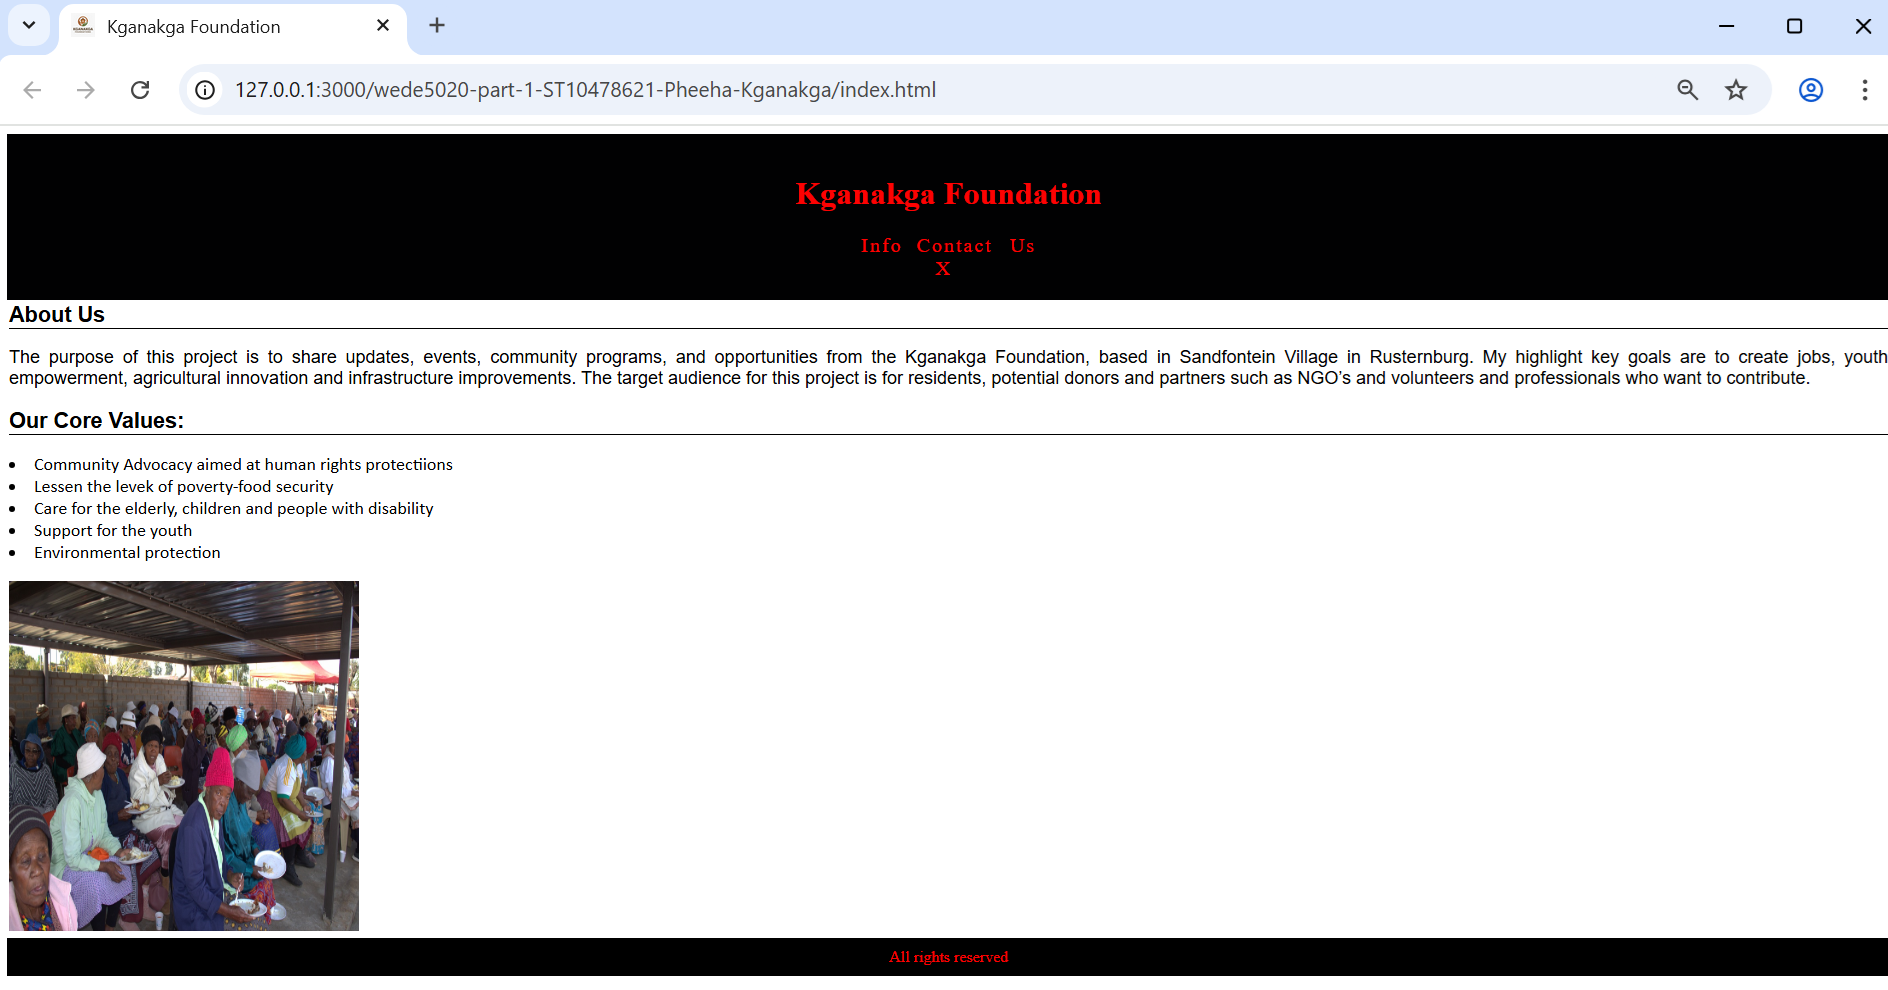 Kganakga Foundation
127.0.0.1:3000/wede5020-part-1-ST10478621-Pheeha-Kganakga/index.html
Kganakga Foundation
Info Contact Us
X
About Us
The purpose of this project is to share updates, events, community programs, and opportunities from the Kganakga Foundation, based in Sandfontein Village in Rusternburg. My highlight key goals are to create jobs, youth
empowerment, agricultural innovation and infrastructure improvements. The target audience for this project is for residents, potential donors and partners such as NGO’s and volunteers and professionals who want to contribute.
Our Core Values:
• Community Advocacy aimed at human rights protectiions
• Lessen the levek of poverty-food security
• Care for the elderly, children and people with disability
• Support for the youth
• Environmental protection
All rights reserved